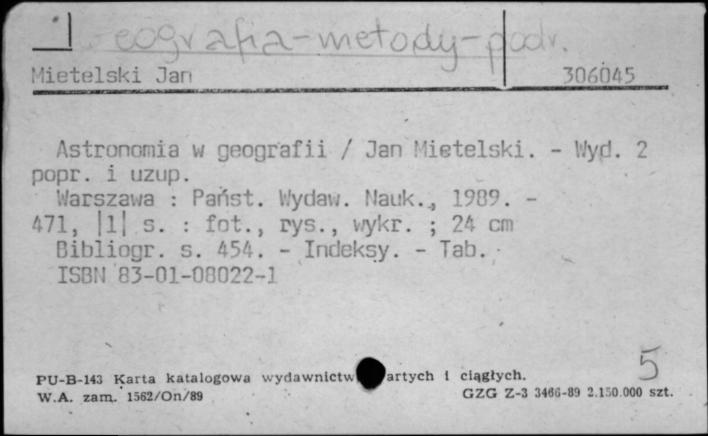 Geografia-metody-podr.
Mietelski Jan 306045
Astronomia w geografii / Jan Mietelski. - Wyd. 2
popr. i uzup.
Warszawa : Państ. Wydaw. Nauk., 1989. -
471, |1| s. : fot., rys., wykr. ; 24 cm
Bibliogr. s. 454. - Indeksy. - Tab.
ISBN 83-01-08022-1
5
PU-B-143 Karta katalogowa wydawnictw artych i ciągłych.
W.A. zam. 1562/On/89 GZG Z-3 3466-89 2.150.000 szt.